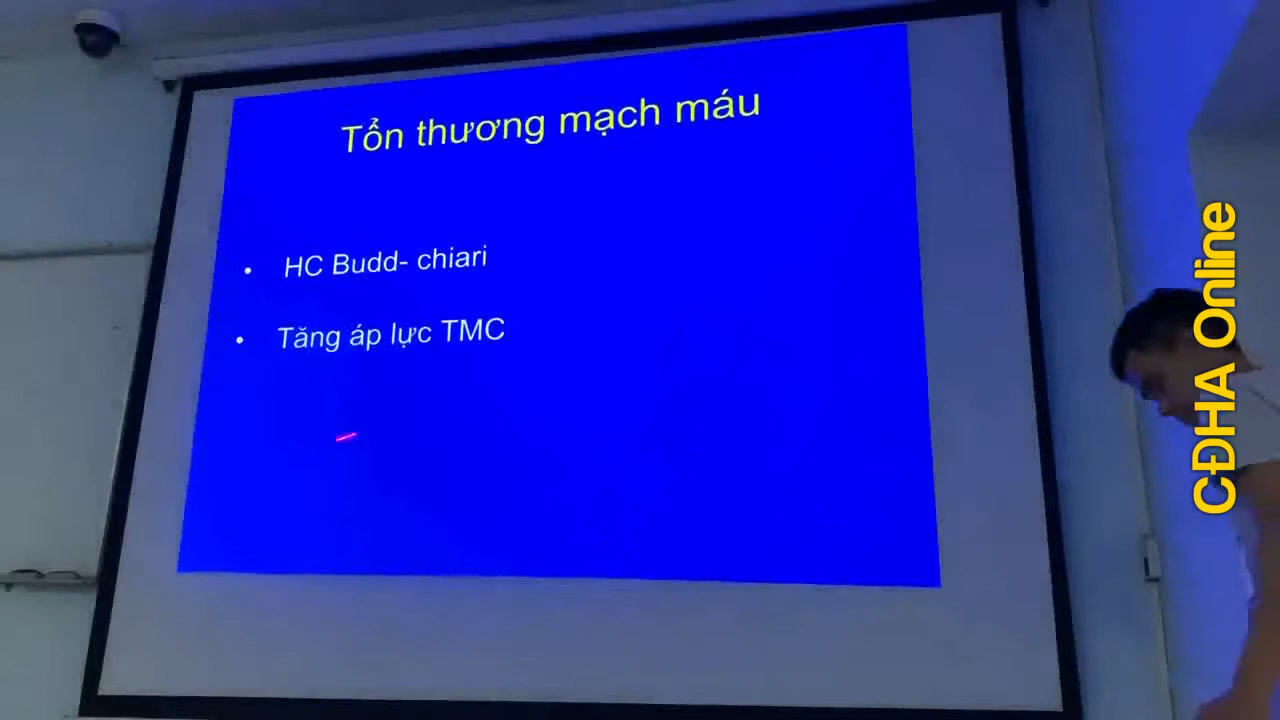 Tổn thương mạch máu
• HC Budd- chiari
• Tăng áp lực TMC
CĐHA Online